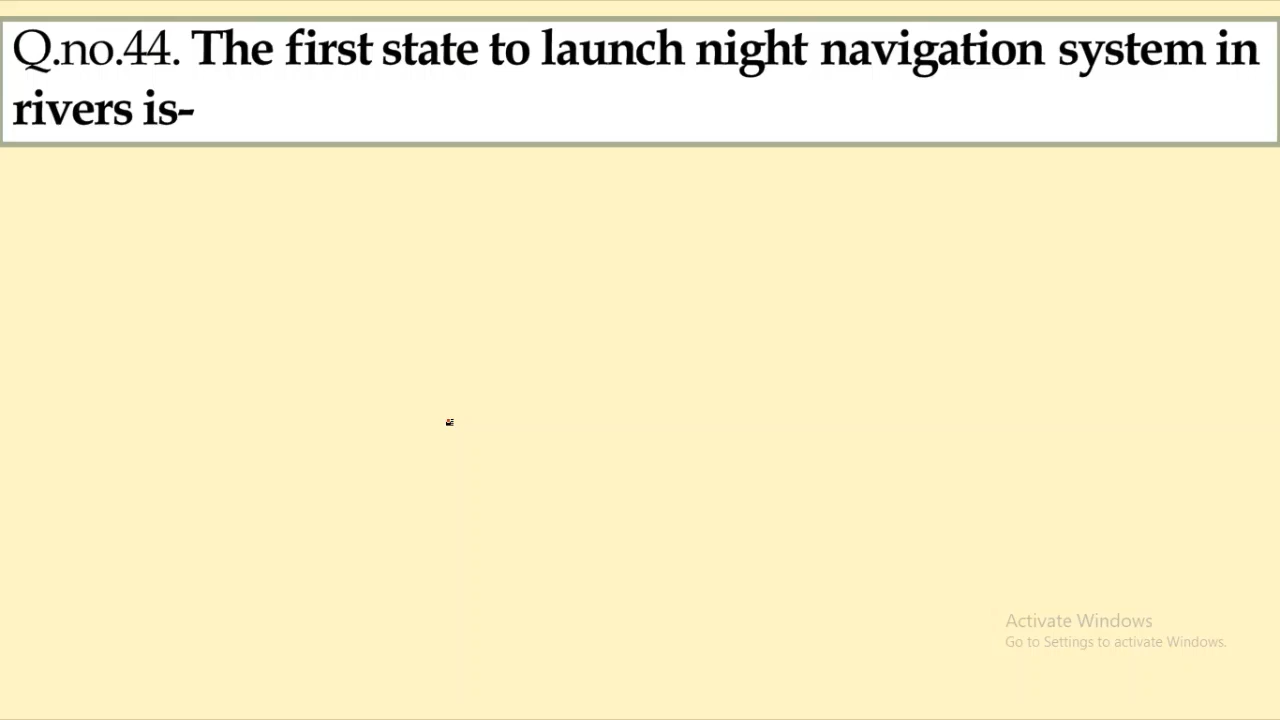 Q.no.44. The first state to launch night navigation system in
rivers is-
Activate Windows
Go to Settings to activate Windows.